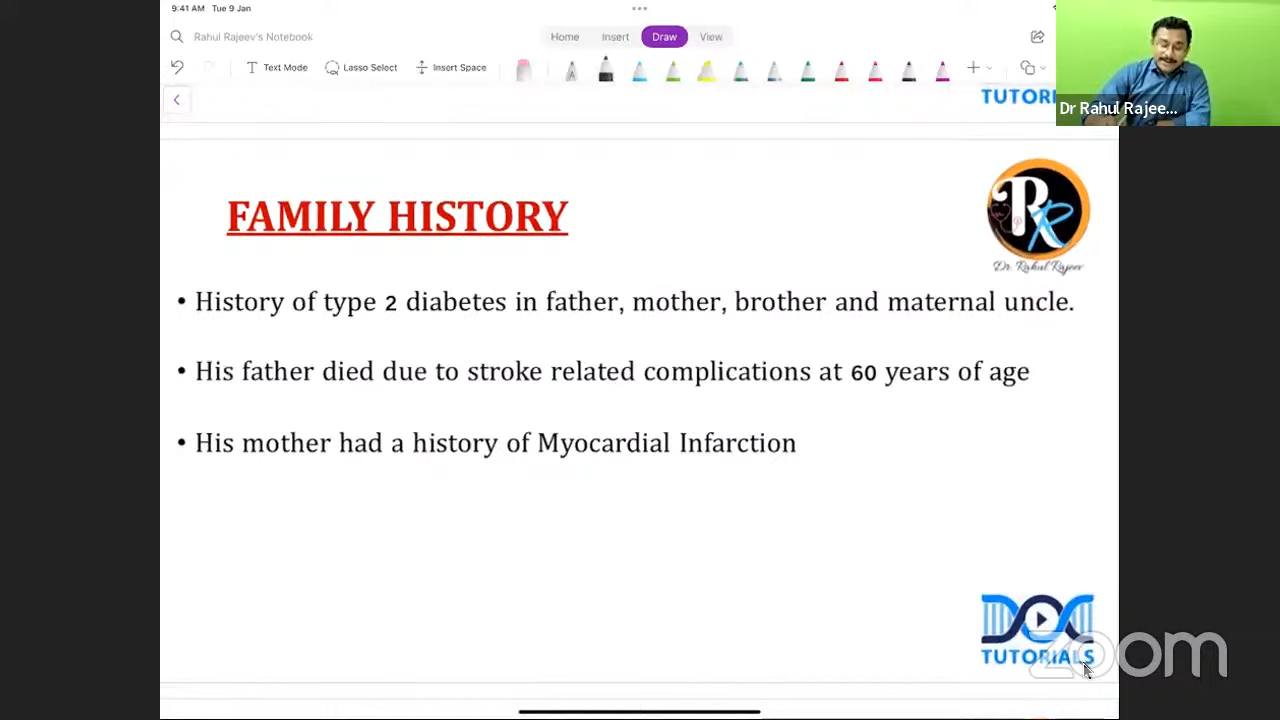 9:41 AM Tue 9 Jan
Rahul Rajeev's Notebook
Home Insert Draw View
Text Mode Lasso Select Insert Space
TUTOR
Dr Rahul Rajee...
FAMILY HISTORY
RR
Dr. Rahul Rajeev
• History of type 2 diabetes in father, mother, brother and maternal uncle.
• His father died due to stroke related complications at 60 years of age
• His mother had a history of Myocardial Infarction
DOC
TUTORIALS
zoom